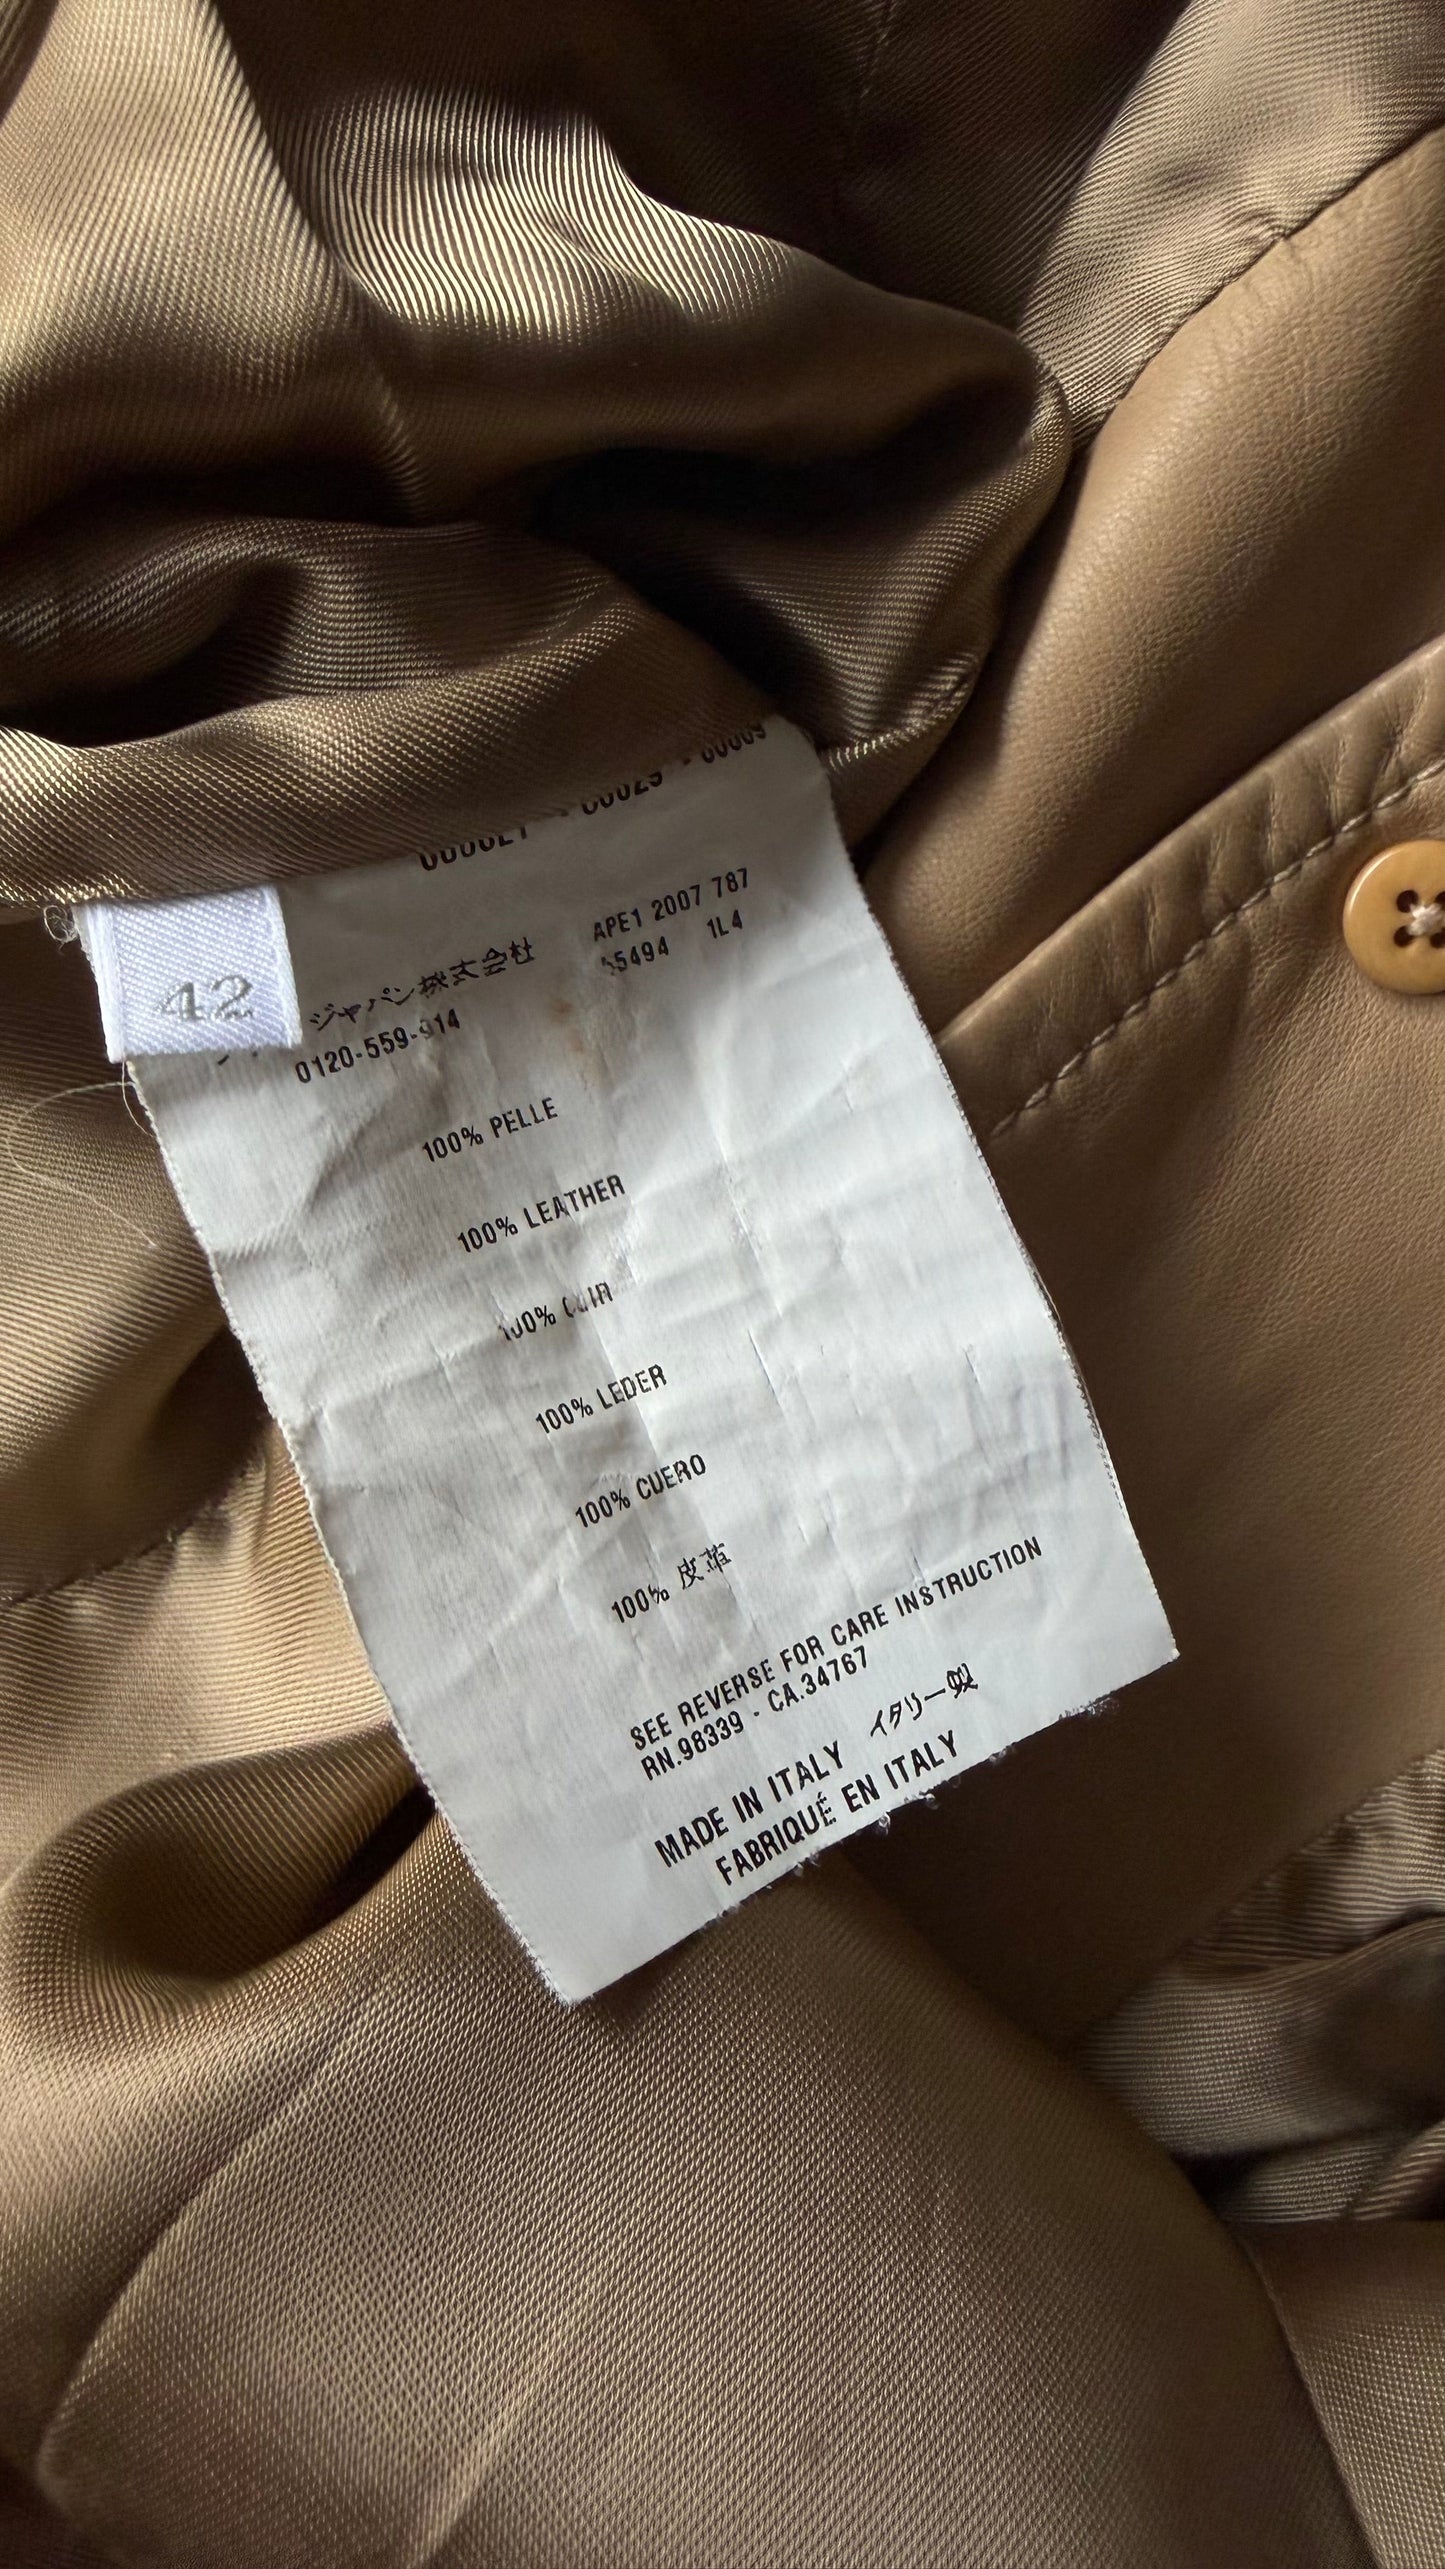 42
ジャパン株式会社
0120-559-914
APE1 2007 787
55494 1L4
100% PELLE
100% LEATHER
100% CUIR
100% LEDER
100% CUERO
100% 皮革
SEE REVERSE FOR CARE INSTRUCTION
RN.98339 - CA.34767
MADE IN ITALY イタリー製
FABRIQUÉ EN ITALY